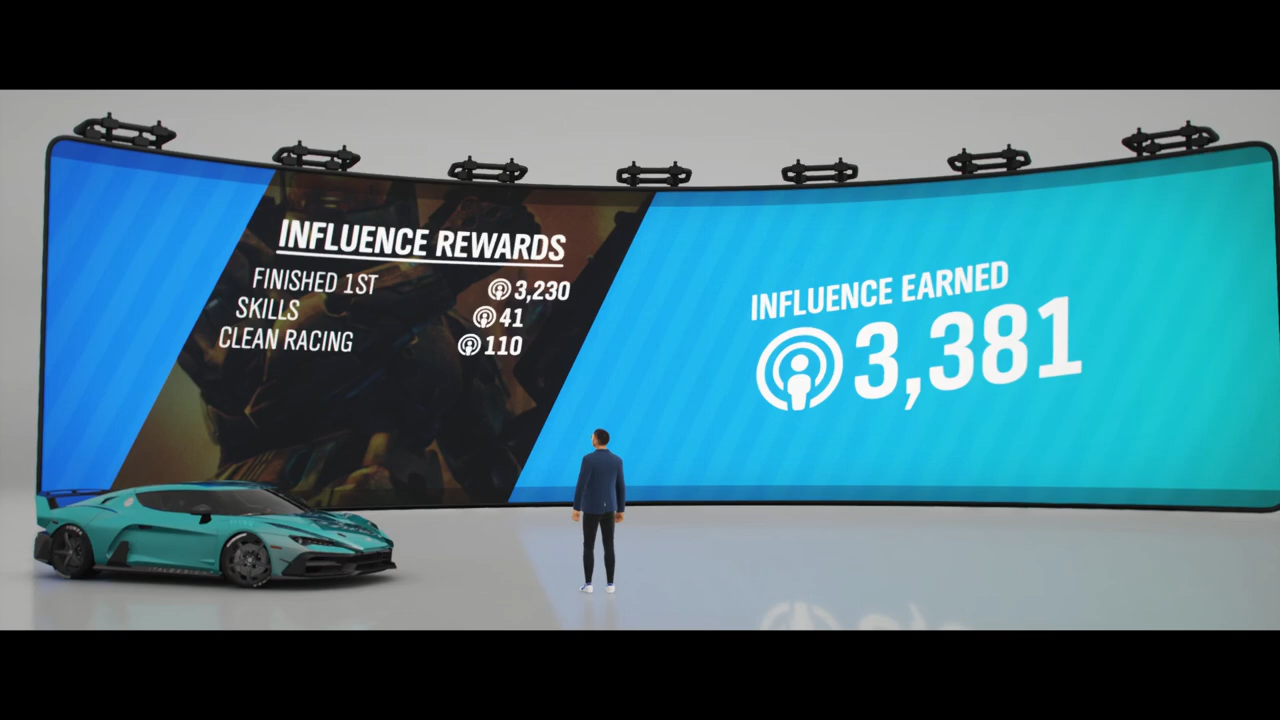 INFLUENCE REWARDS
FINISHED 1ST 3,230
SKILLS 41
CLEAN RACING 110
INFLUENCE EARNED
3,381